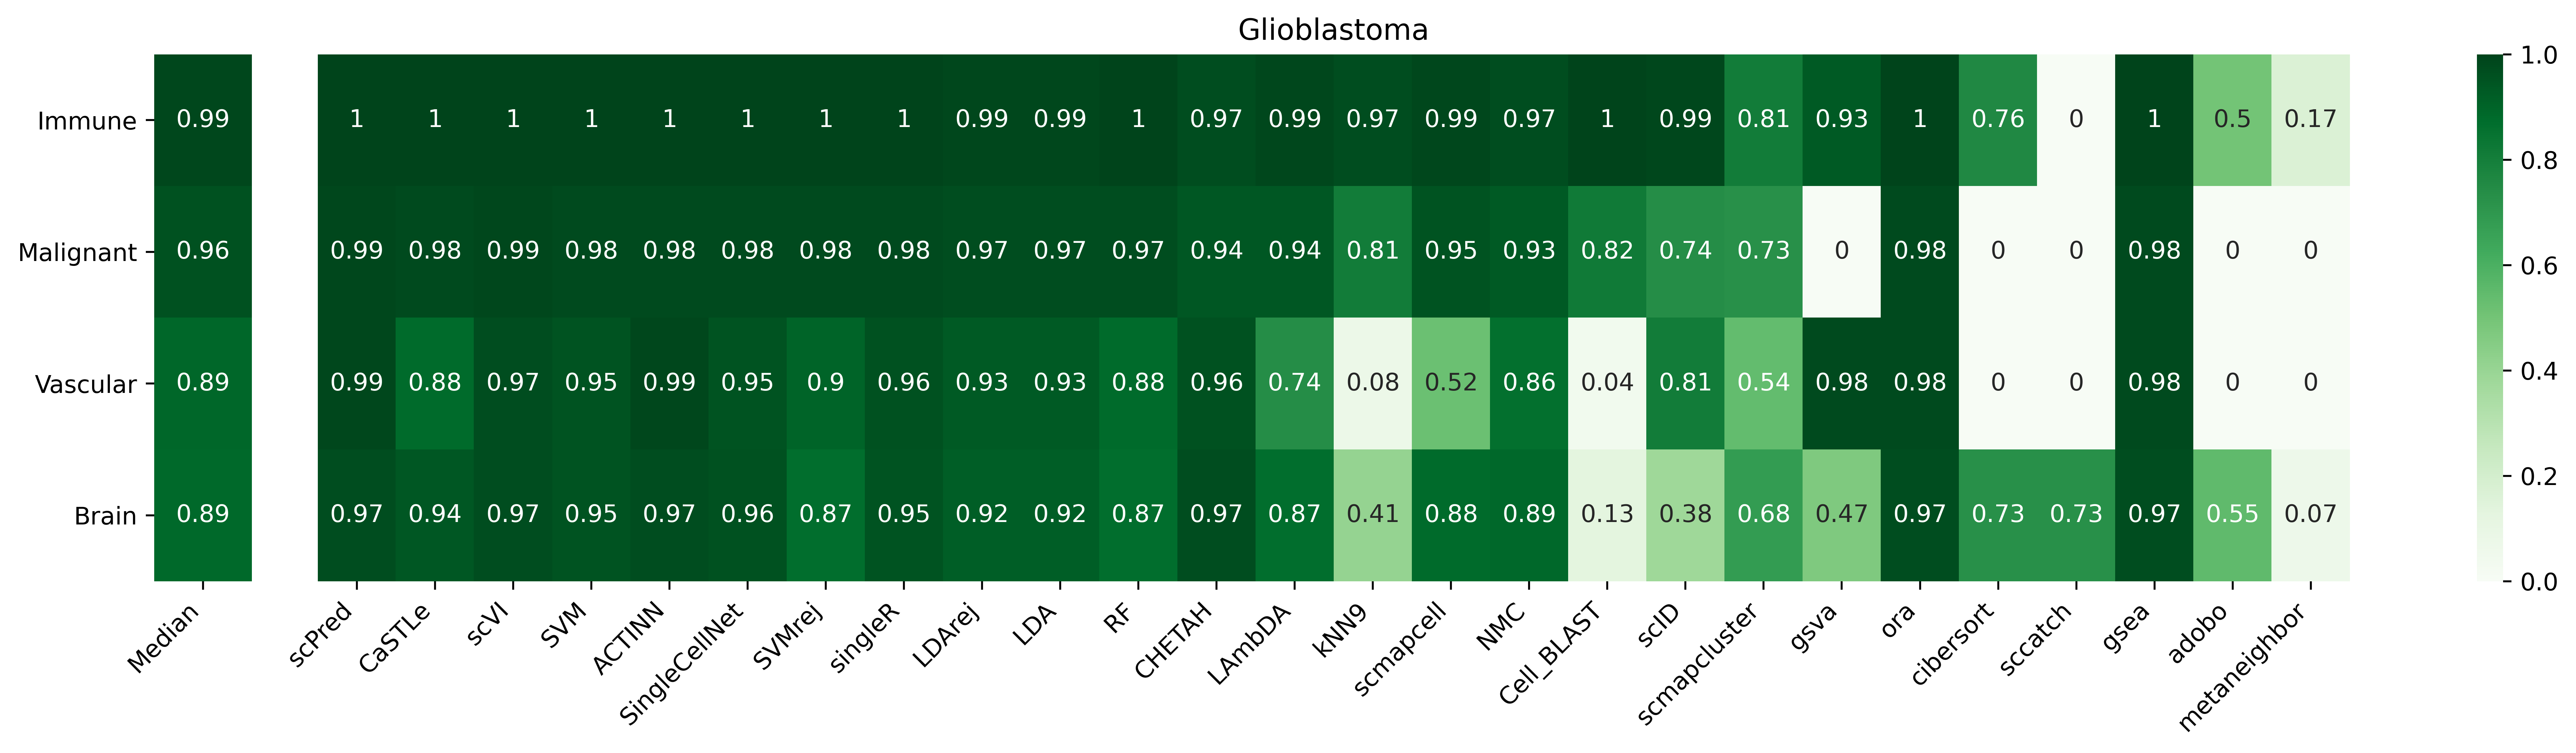 Glioblastoma
Immune 0.99 1 1 1 1 1 1 1 1 0.99 0.99 1 0.97 0.99 0.97 0.99 0.97 1 0.99 0.81 0.93 1 0.76 0 1 0.5 0.17
Malignant 0.96 0.99 0.98 0.99 0.98 0.98 0.98 0.98 0.98 0.97 0.97 0.97 0.94 0.94 0.81 0.95 0.93 0.82 0.74 0.73 0 0.98 0 0 0.98 0 0
Vascular 0.89 0.99 0.88 0.97 0.95 0.99 0.95 0.9 0.96 0.93 0.93 0.88 0.96 0.74 0.08 0.52 0.86 0.04 0.81 0.54 0.98 0.98 0 0 0.98 0 0
Brain 0.89 0.97 0.94 0.97 0.95 0.97 0.96 0.87 0.95 0.92 0.92 0.87 0.97 0.87 0.41 0.88 0.89 0.13 0.38 0.68 0.47 0.97 0.73 0.73 0.97 0.55 0.07
Median scPred CaSTLe scVI SVM ACTINN SingleCellNet SVMrej singleR LDArej LDA RF CHETAH LAmbDA kNN9 scmapcell NMC Cell_BLAST scID scmapcluster gsva ora cibersort sccatch gsea adobo metaneighbor
1.0
0.8
0.6
0.4
0.2
0.0